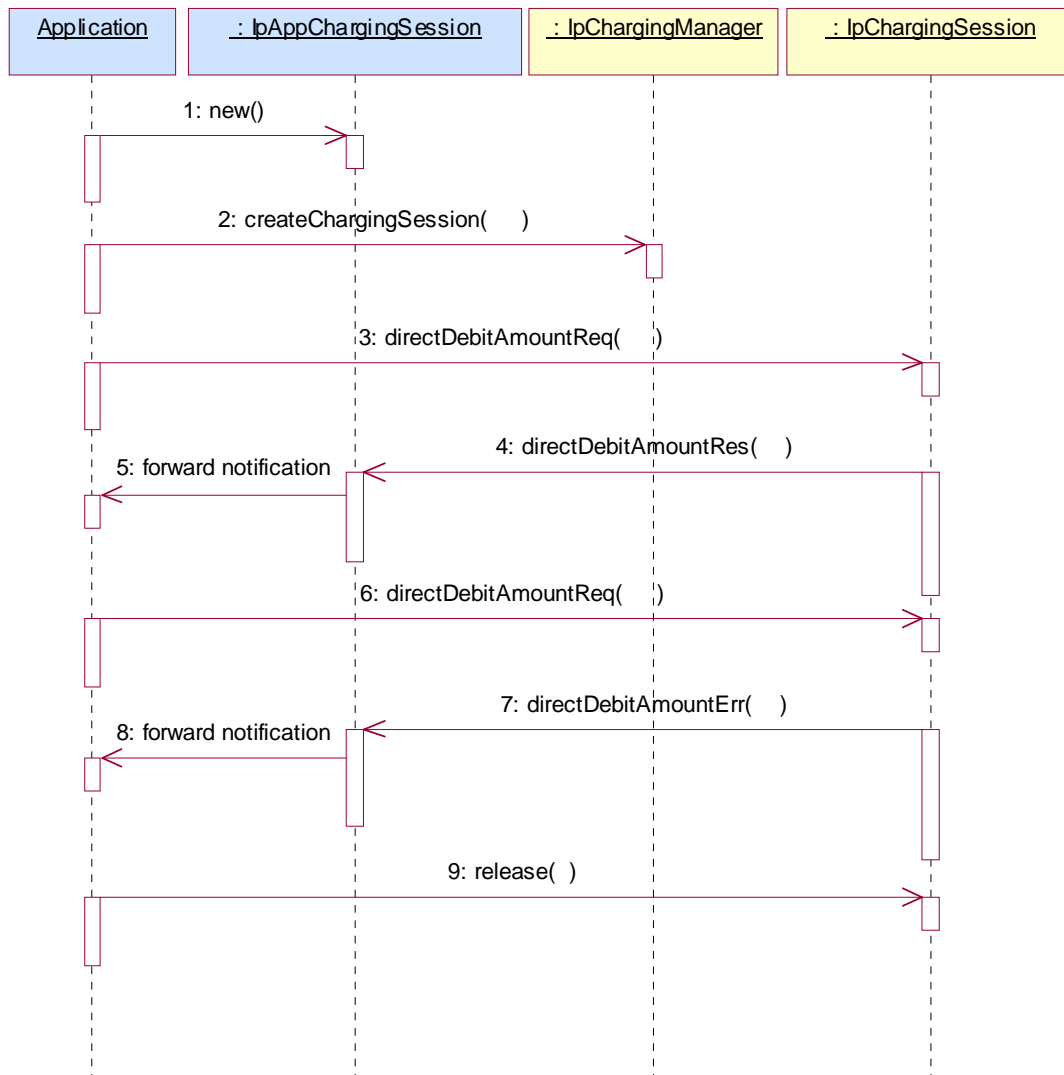 Application
: IpAppChargingSession
: IpChargingManager
: IpChargingSession
1: new()
2: createChargingSession( )
3: directDebitAmountReq( )
4: directDebitAmountRes( )
5: forward notification
6: directDebitAmountReq( )
7: directDebitAmountErr( )
8: forward notification
9: release( )